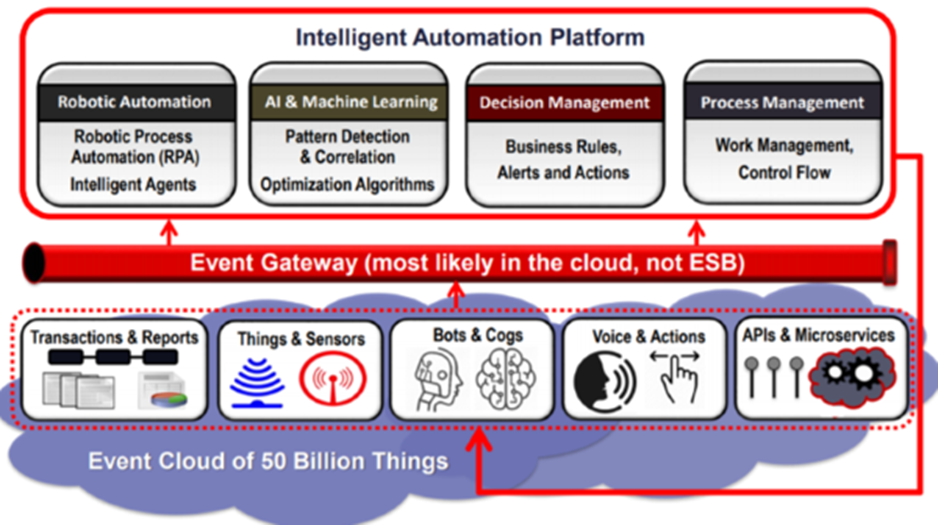 Intelligent Automation Platform
Robotic Automation
Robotic Process
Automation (RPA)
Intelligent Agents
AI & Machine Learning
Pattern Detection
& Correlation
Optimization Algorithms
Decision Management
Business Rules,
Alerts and Actions
Process Management
Work Management,
Control Flow
Event Gateway (most likely in the cloud, not ESB)
Transactions & Reports
Things & Sensors
Bots & Cogs
Voice & Actions
APIs & Microservices
Event Cloud of 50 Billion Things